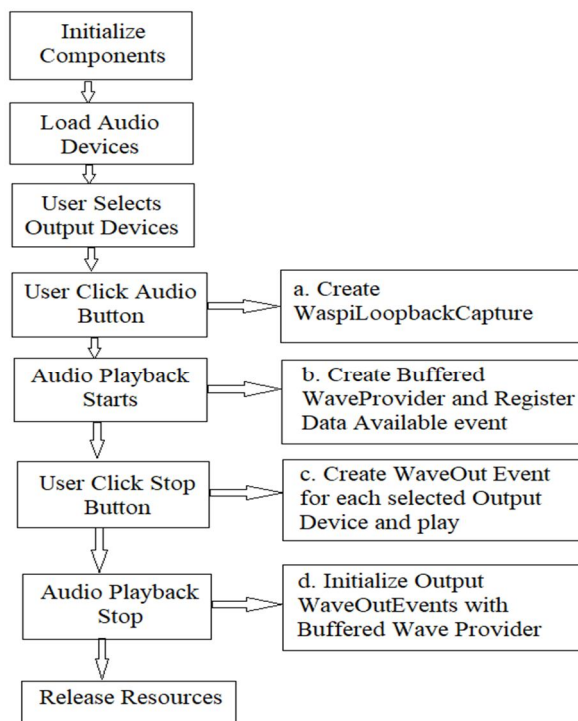 Initialize
Components
Load Audio
Devices
User Selects
Output Devices
User Click Audio
Button
a. Create
WaspiLoopbackCapture
Audio Playback
Starts
b. Create Buffered
WaveProvider and Register
Data Available event
User Click Stop
Button
c. Create WaveOut Event
for each selected Output
Device and play
Audio Playback
Stop
d. Initialize Output
WaveOutEvents with
Buffered Wave Provider
Release Resources